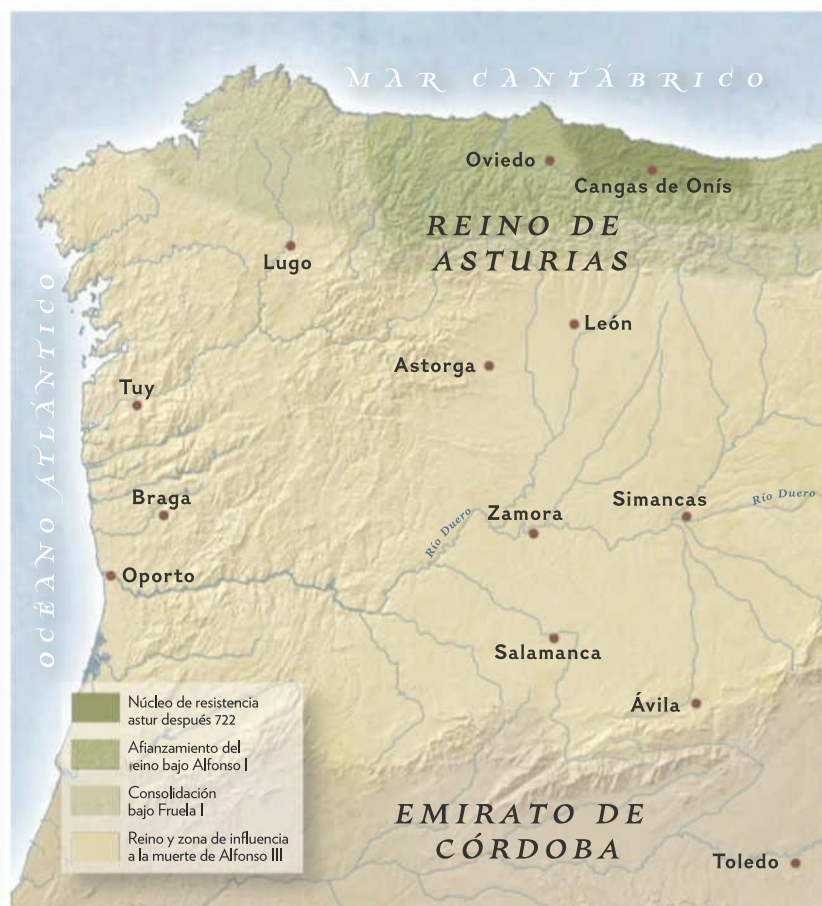 MAR CANTÁBRICO
Oviedo
Cangas de Onís
REINO DE
ASTURIAS
Lugo
León
Astorga
Tuy
OCÉANO ATLÁNTICO
Braga
Zamora
Simancas
Río Duero
Río Duero
Oporto
Salamanca
Ávila
Núcleo de resistencia
astur después 722
Afianzamiento del
reino bajo Alfonso I
Consolidación
bajo Fruela I
Reino y zona de influencia
a la muerte de Alfonso III
EMIRATO DE
CÓRDOBA
Toledo